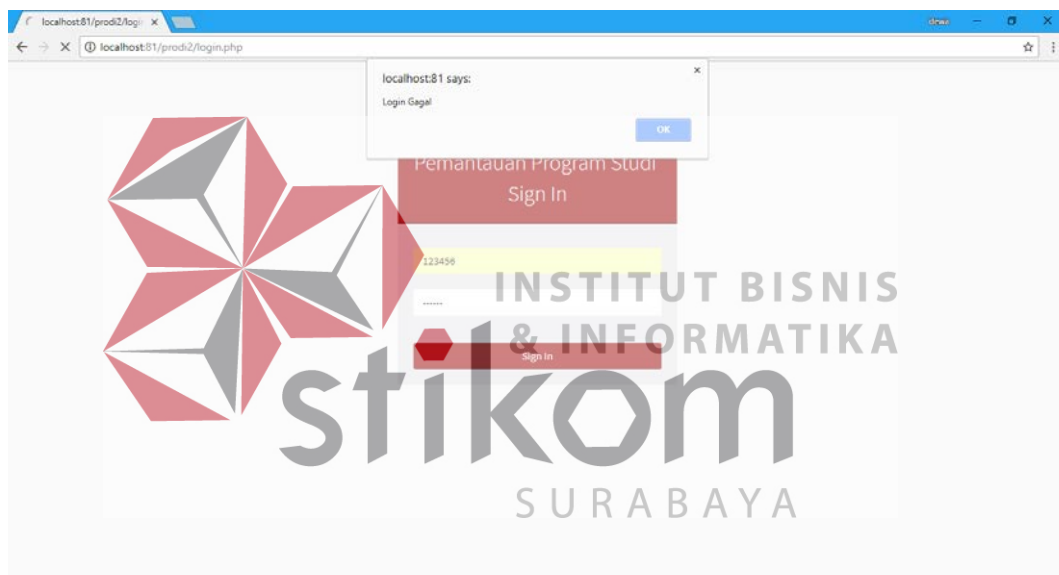 localhost:81/prodi2/logi
localhost:81/prodi2/login.php
localhost:81 says:
Login Gagal
OK
Pemantauan Program Studi
Sign In
123456
Sign In
INSTITUT BISNIS
& INFORMATIKA
stikom
SURABAYA